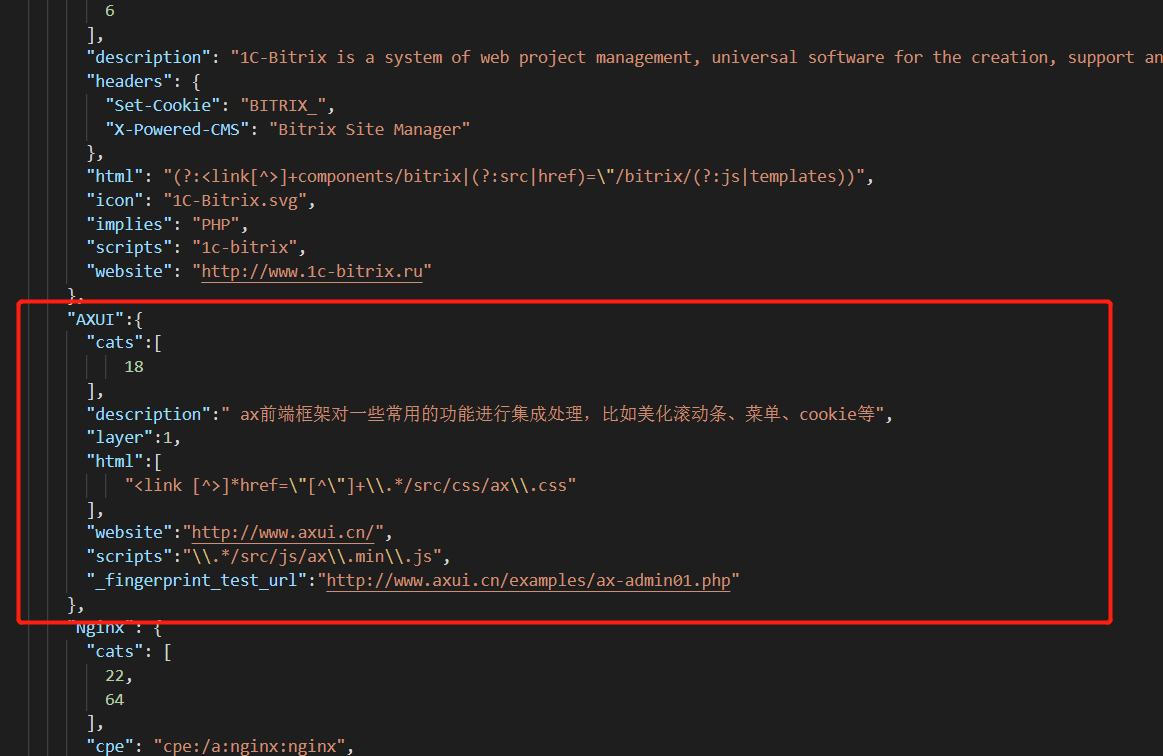 6
],
"description": "1C-Bitrix is a system of web project management, universal software for the creation, support an
"headers": {
"Set-Cookie": "BITRIX_",
"X-Powered-CMS": "Bitrix Site Manager"
},
"html": "(?:<link[^>]+components/bitrix|(?:src|href)=\"/bitrix/(?:js|templates))",
"icon": "1C-Bitrix.svg",
"implies": "PHP",
"scripts": "1c-bitrix",
"website": "http://www.1c-bitrix.ru"
},
"AXUI":{
"cats":[
18
],
"description":" ax前端框架对一些常用的功能进行集成处理，比如美化滚动条、菜单、cookie等",
"layer":1,
"html":[
"<link [^>]*href=\"[^\"]+\\.*/src/css/ax\\.css"
],
"website":"http://www.axui.cn/",
"scripts":"\\.*/src/js/ax\\.min\\.js",
"_fingerprint_test_url":"http://www.axui.cn/examples/ax-admin01.php"
},
"Nginx": {
"cats": [
22,
64
],
"cpe": "cpe:/a:nginx:nginx",